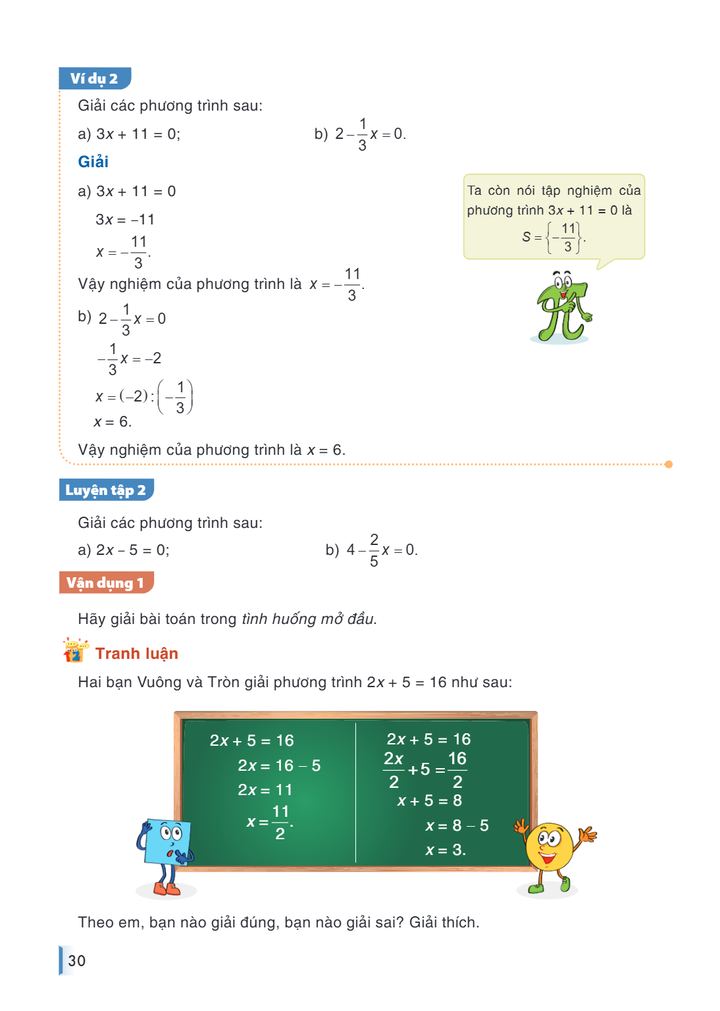 Ví dụ 2
Giải các phương trình sau:
a) 3x + 11 = 0; b) 2 − 1/3 x = 0.
Giải
a) 3x + 11 = 0
3x = −11
x = − 11/3.
Vậy nghiệm của phương trình là x = − 11/3.
Ta còn nói tập nghiệm của
phương trình 3x + 11 = 0 là
S = {− 11/3}.
b) 2 − 1/3 x = 0
− 1/3 x = −2
x = (−2) : (− 1/3)
x = 6.
Vậy nghiệm của phương trình là x = 6.
Luyện tập 2
Giải các phương trình sau:
a) 2x − 5 = 0; b) 4 − 2/5 x = 0.
Vận dụng 1
Hãy giải bài toán trong tình huống mở đầu.
Tranh luận
Hai bạn Vuông và Tròn giải phương trình 2x + 5 = 16 như sau:
2x + 5 = 16
2x = 16 − 5
2x = 11
x = 11/2.
2x + 5 = 16
2x/2 + 5 = 16/2
x + 5 = 8
x = 8 − 5
x = 3.
Theo em, bạn nào giải đúng, bạn nào giải sai? Giải thích.
30